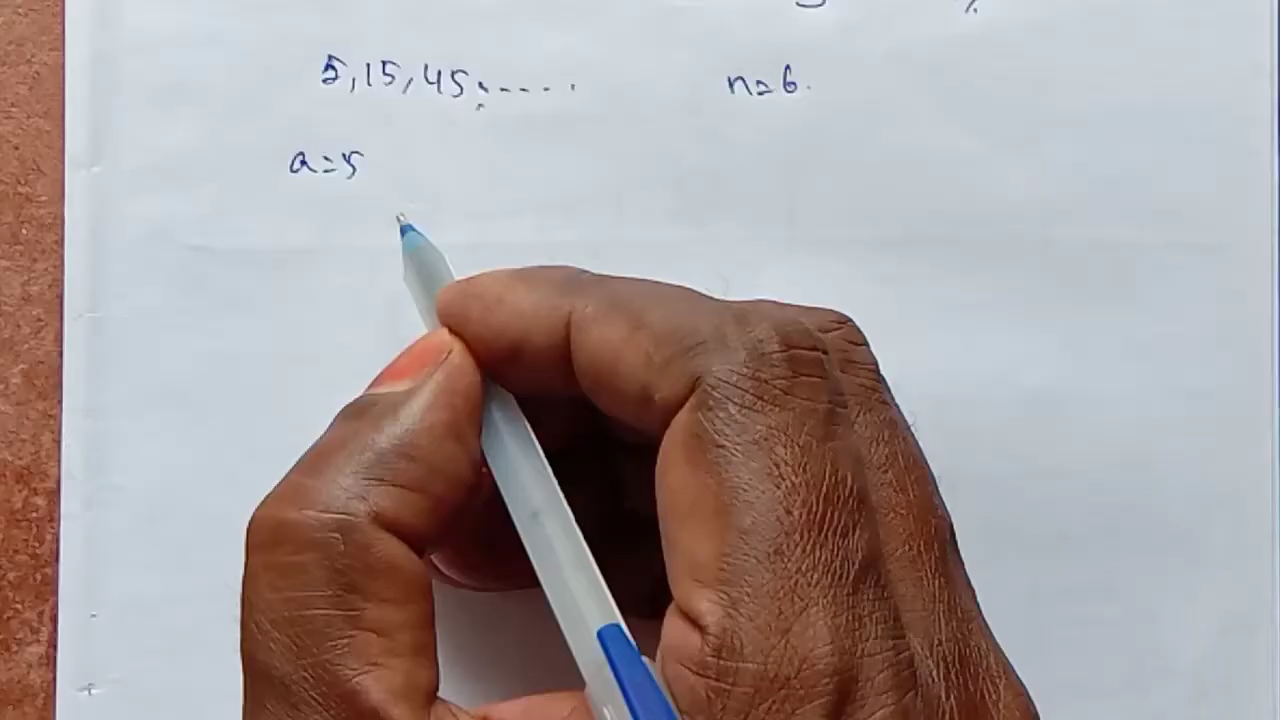 5, 15, 45, ..... n=6.
a=5